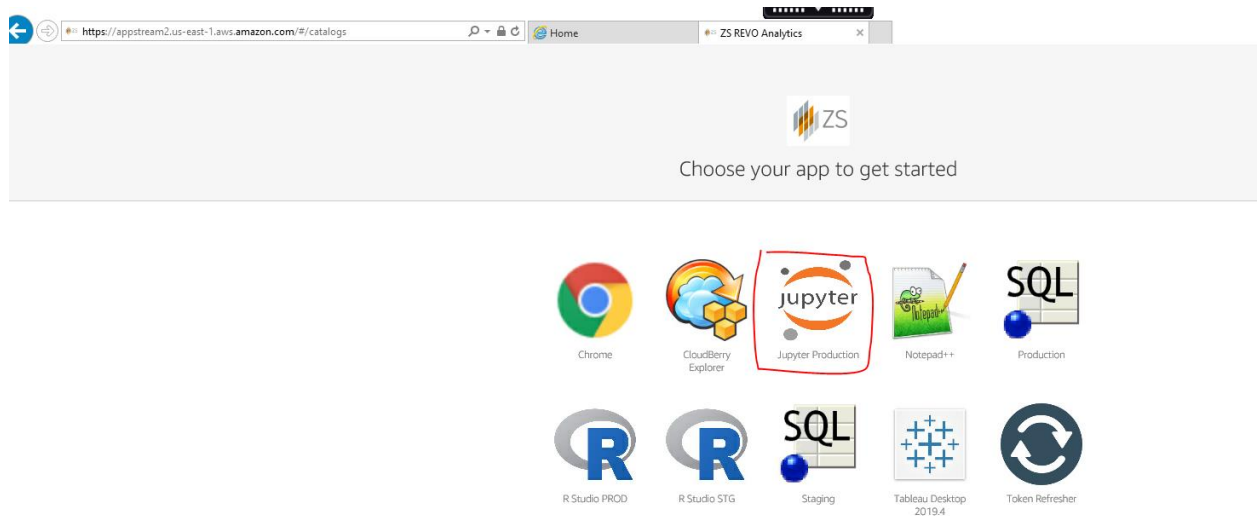 https://appstream2.us-east-1.aws.amazon.com/#/catalogs
Home
ZS REVO Analytics
ZS
Choose your app to get started
jupyter
SQL
Notepad++
Chrome
CloudBerry
Explorer
Jupyter Production
Notepad++
Production
R
R
SQL
R Studio PROD
R Studio STG
Staging
Tableau Desktop
2019.4
Token Refresher